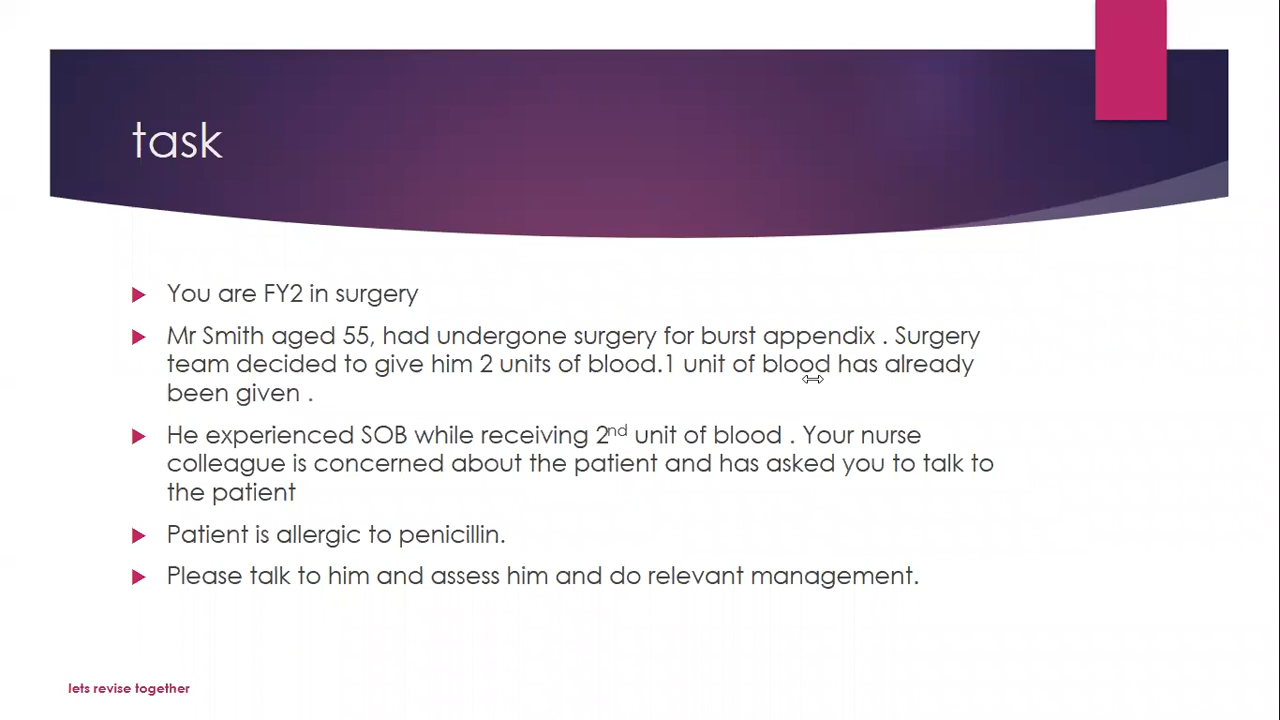 task
You are FY2 in surgery
Mr Smith aged 55, had undergone surgery for burst appendix . Surgery
team decided to give him 2 units of blood.1 unit of blood has already
been given .
He experienced SOB while receiving 2nd unit of blood . Your nurse
colleague is concerned about the patient and has asked you to talk to
the patient
Patient is allergic to penicillin.
Please talk to him and assess him and do relevant management.
lets revise together